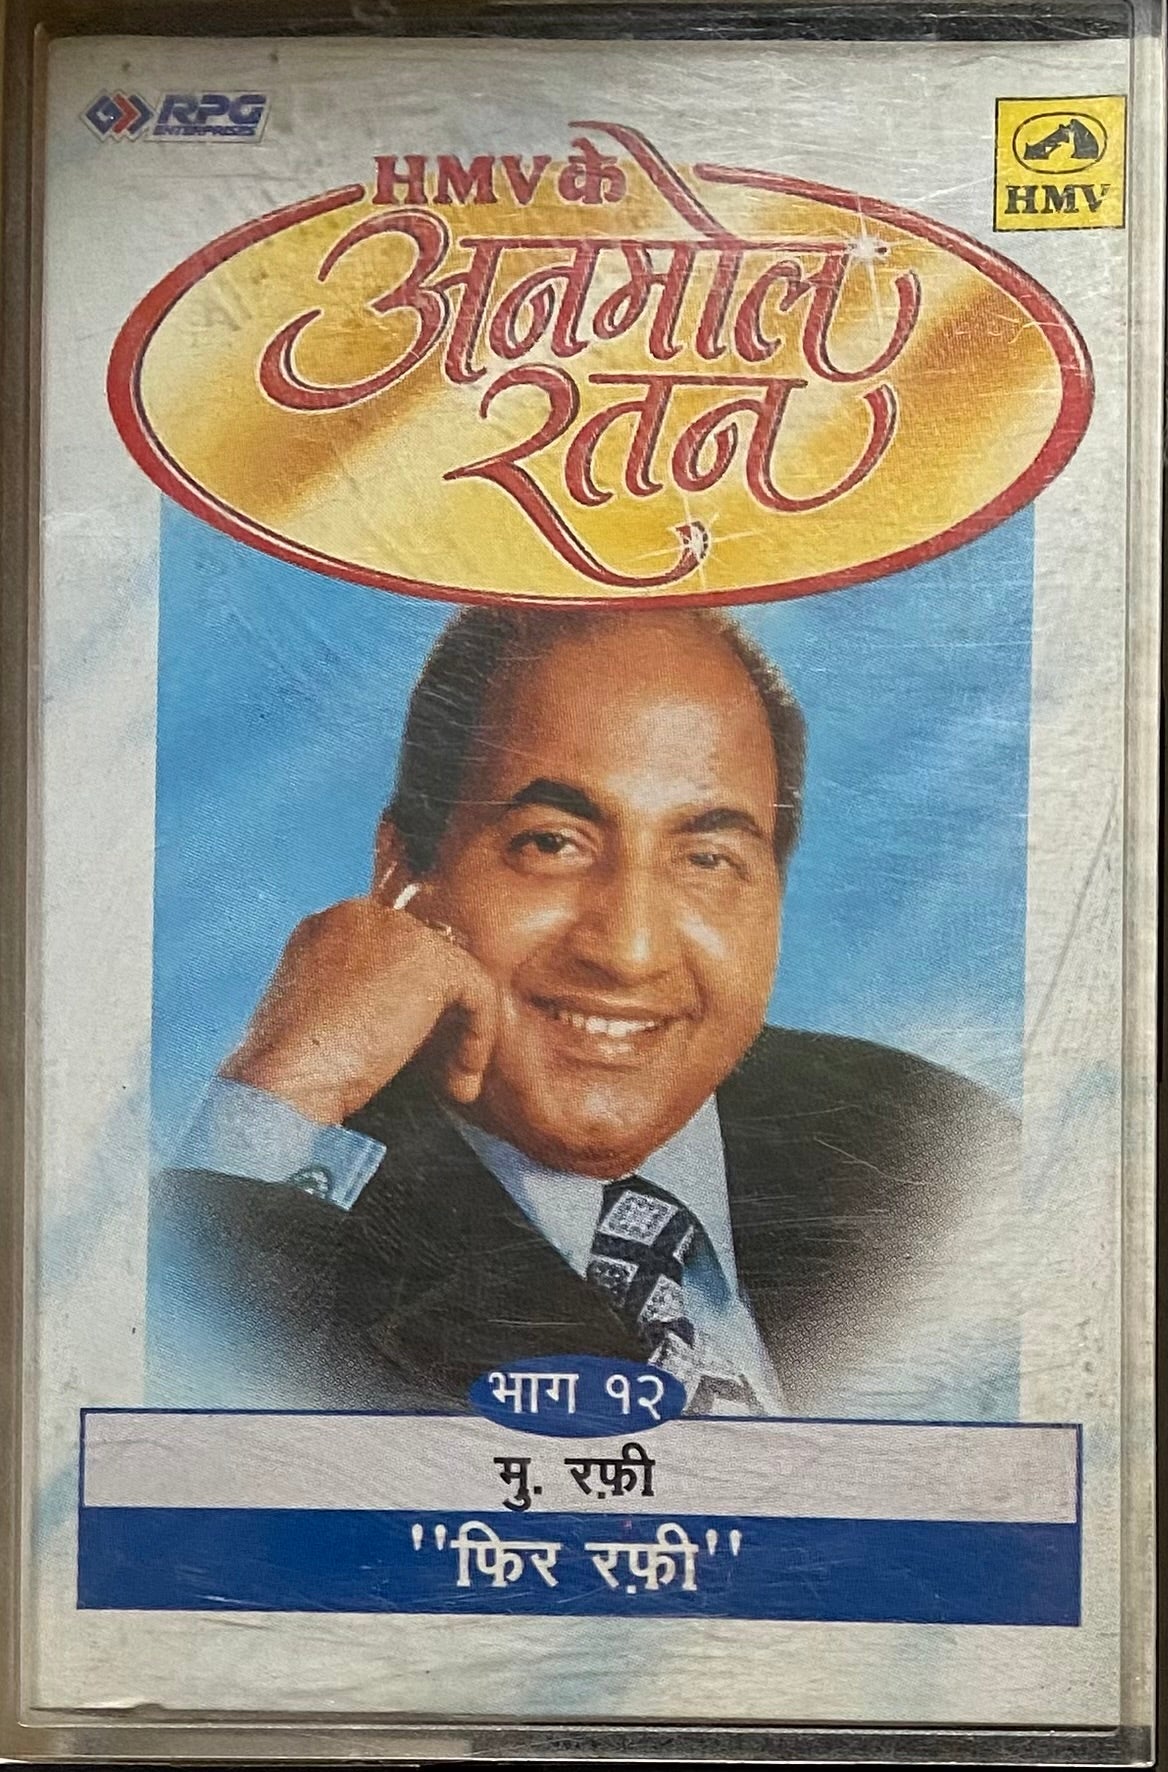 RPG
ENTERPRISES
HMV
HMV के
अनमोल
रतन
भाग १२
मु. रफ़ी
"फिर रफ़ी"